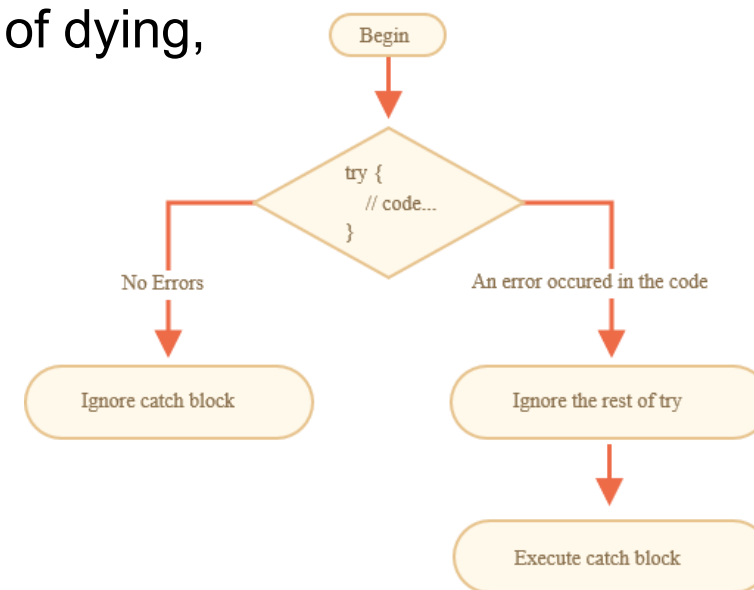 of dying,
Begin
try {
// code...
}
No Errors
An error occured in the code
Ignore catch block
Ignore the rest of try
Execute catch block